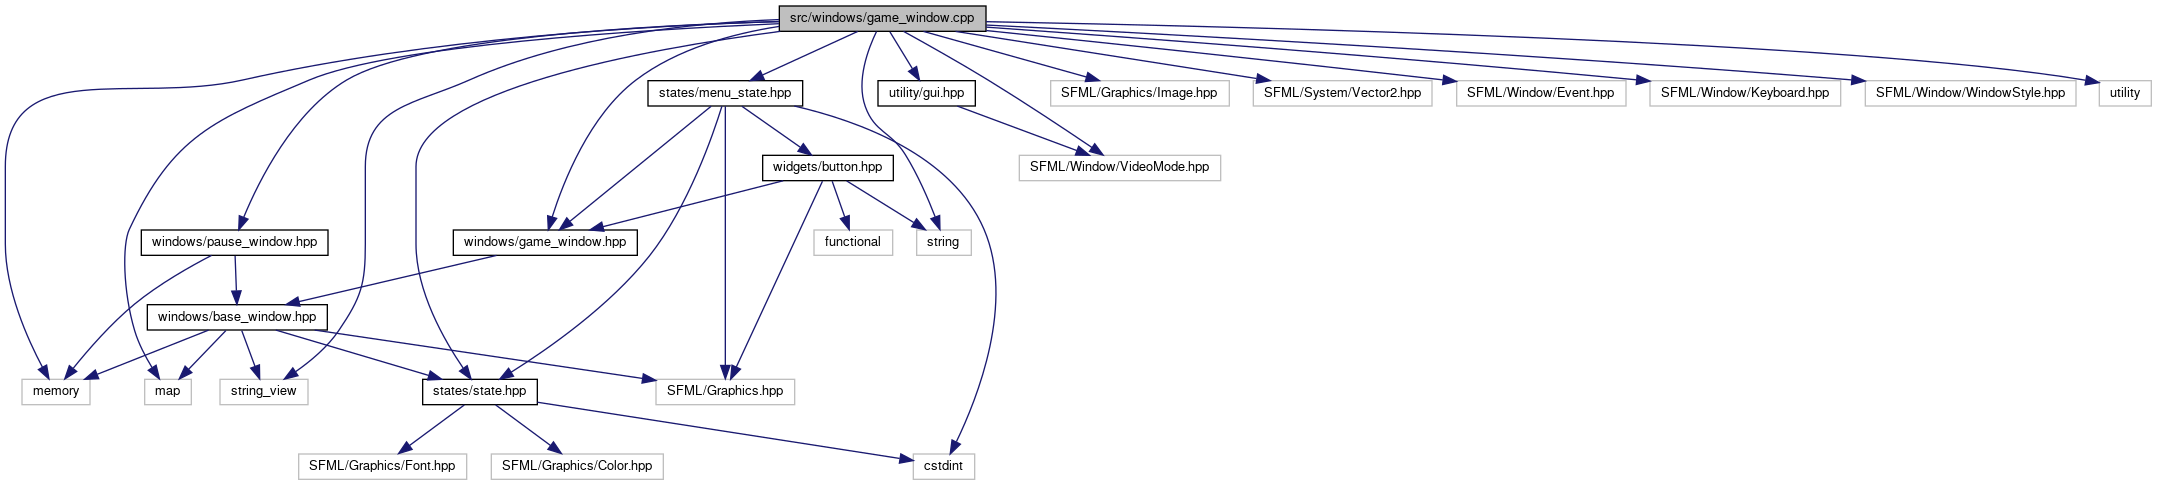 src/windows/game_window.cpp
states/menu_state.hpp
utility/gui.hpp
SFML/Graphics/Image.hpp
SFML/System/Vector2.hpp
SFML/Window/Event.hpp
SFML/Window/Keyboard.hpp
SFML/Window/WindowStyle.hpp
utility
widgets/button.hpp
SFML/Window/VideoMode.hpp
windows/pause_window.hpp
windows/game_window.hpp
functional
string
windows/base_window.hpp
memory
map
string_view
states/state.hpp
SFML/Graphics.hpp
SFML/Graphics/Font.hpp
SFML/Graphics/Color.hpp
cstdint